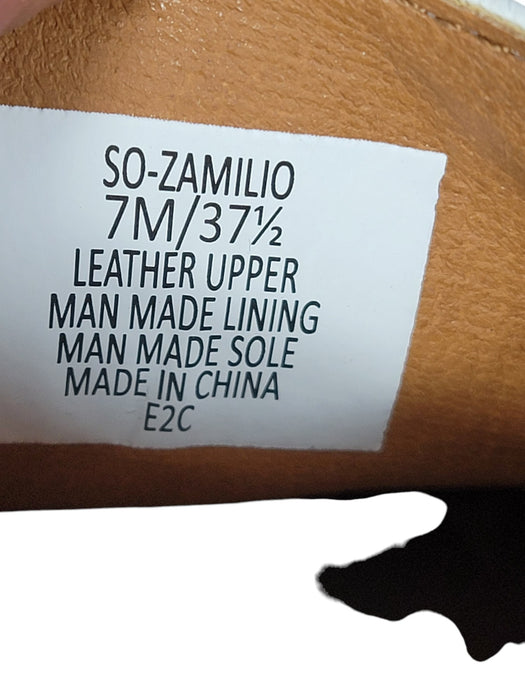 SO-ZAMILIO
7M/37½
LEATHER UPPER
MAN MADE LINING
MAN MADE SOLE
MADE IN CHINA
E2C